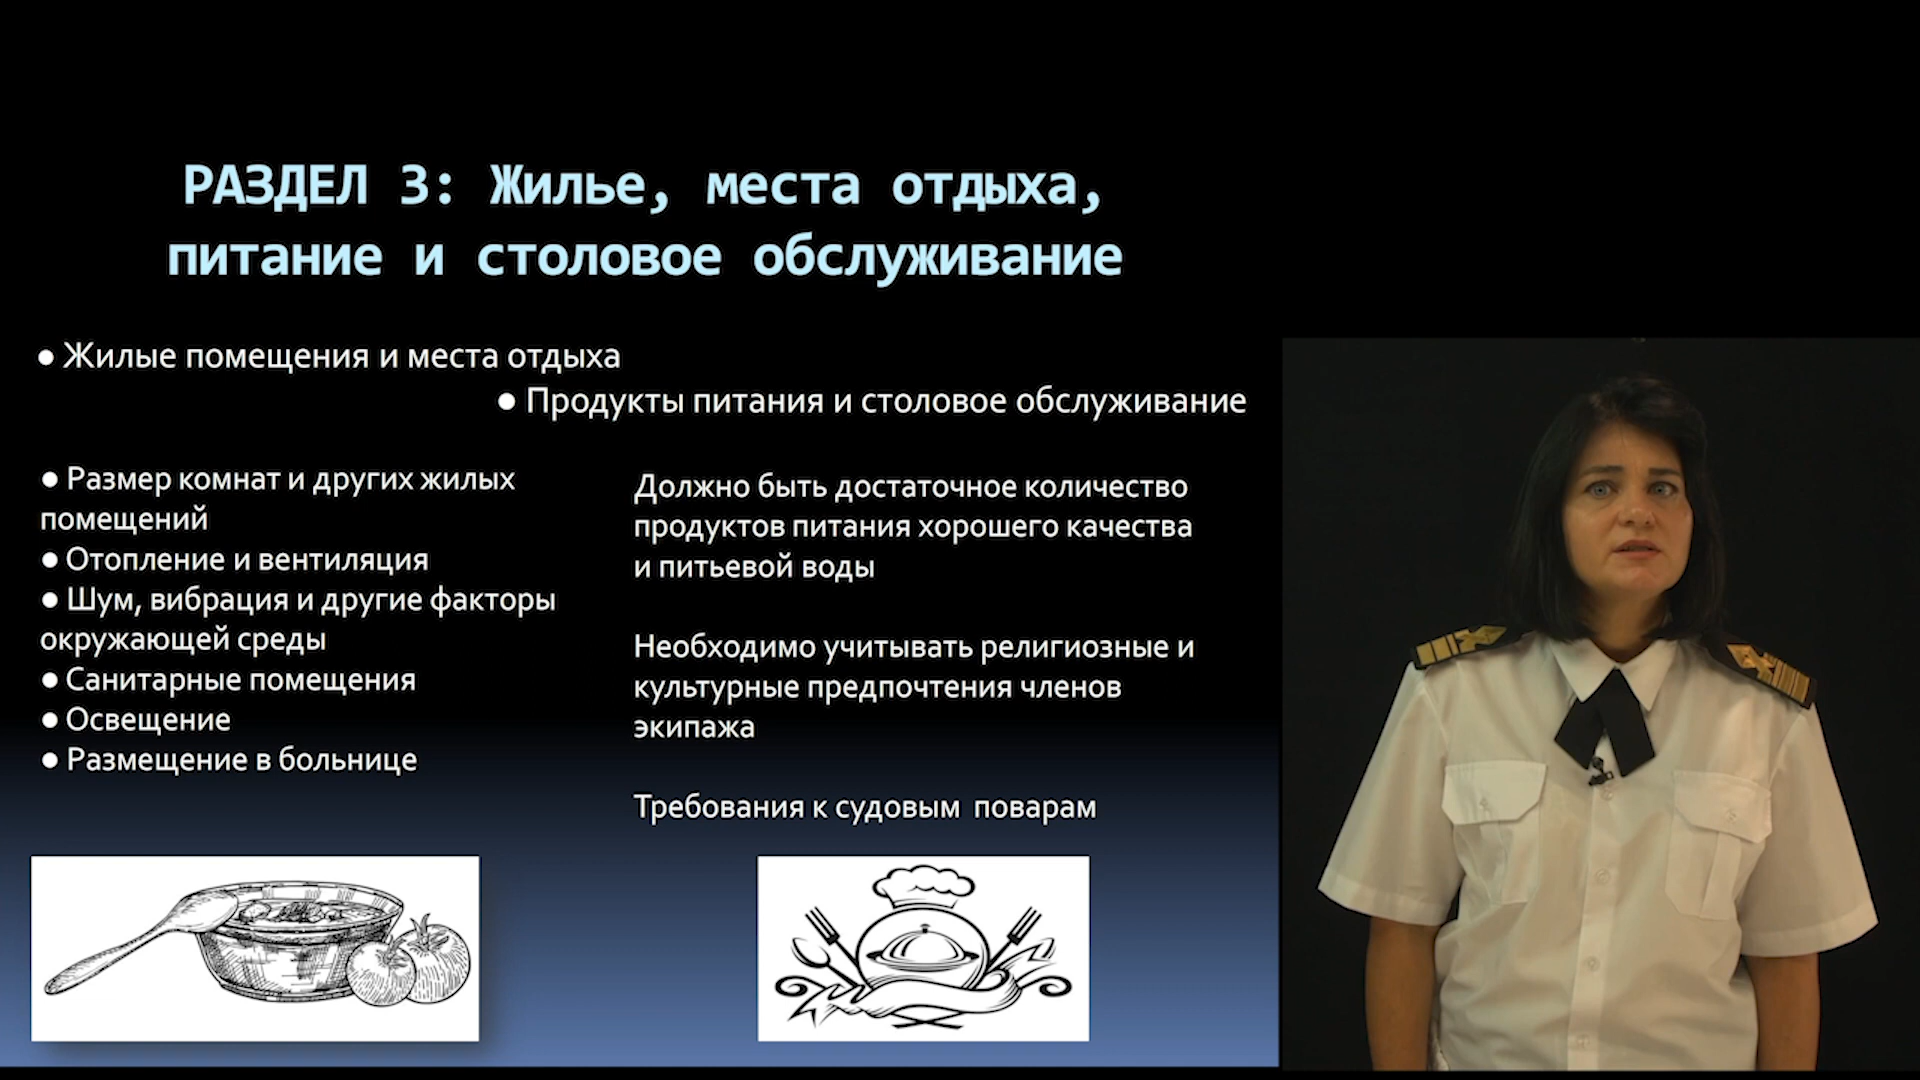 РАЗДЕЛ 3: Жилье, места отдыха,
питание и столовое обслуживание
● Жилые помещения и места отдыха
● Продукты питания и столовое обслуживание
● Размер комнат и других жилых
помещений
● Отопление и вентиляция
● Шум, вибрация и другие факторы
окружающей среды
● Санитарные помещения
● Освещение
● Размещение в больнице
Должно быть достаточное количество
продуктов питания хорошего качества
и питьевой воды
Необходимо учитывать религиозные и
культурные предпочтения членов
экипажа
Требования к судовым поварам